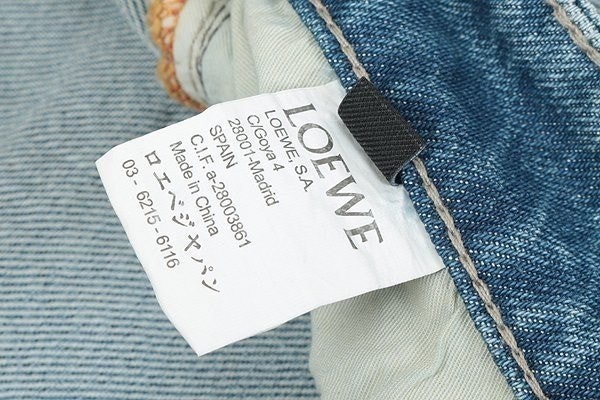 LOEWE
LOEWE, S.A.
C/Goya 4
28001-Madrid
SPAIN
C.I.F. a-28003861
Made in China
ロエベジャパン
03 - 6215 - 6116